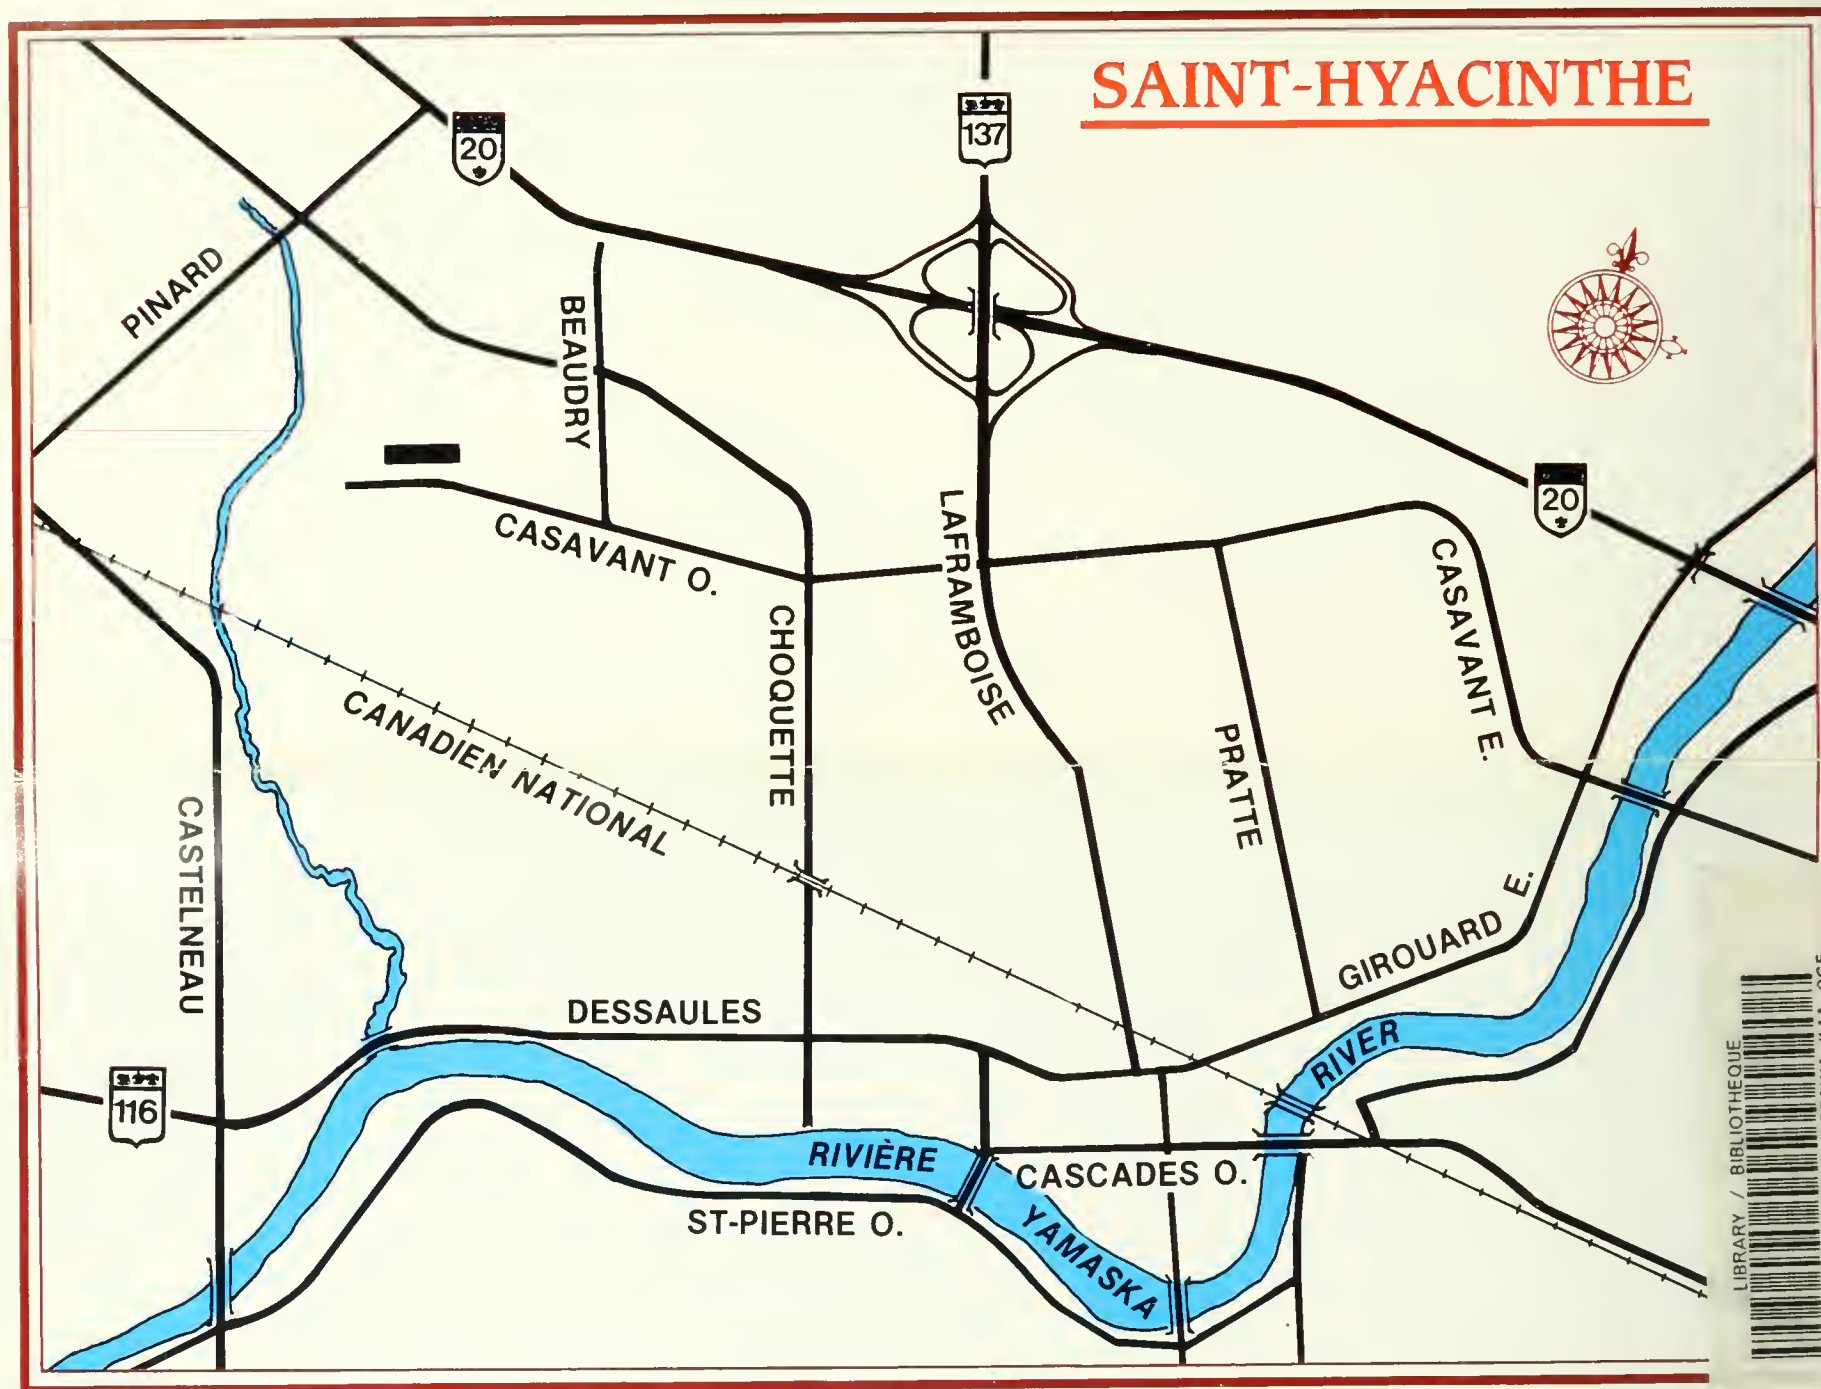 SAINT-HYACINTHE
20
137
PINARD
BEAUDRY
20
CASAVANT O.
LAFRAMBOISE
CASAVANT E.
CHOQUETTE
CANADIEN NATIONAL
PRATTE
CASTELNEAU
GIROUARD E.
DESSAULES
RIVER
116
RIVIÈRE
CASCADES O.
ST-PIERRE O.
YAMASKA
LIBRARY / BIBLIOTHEQUE